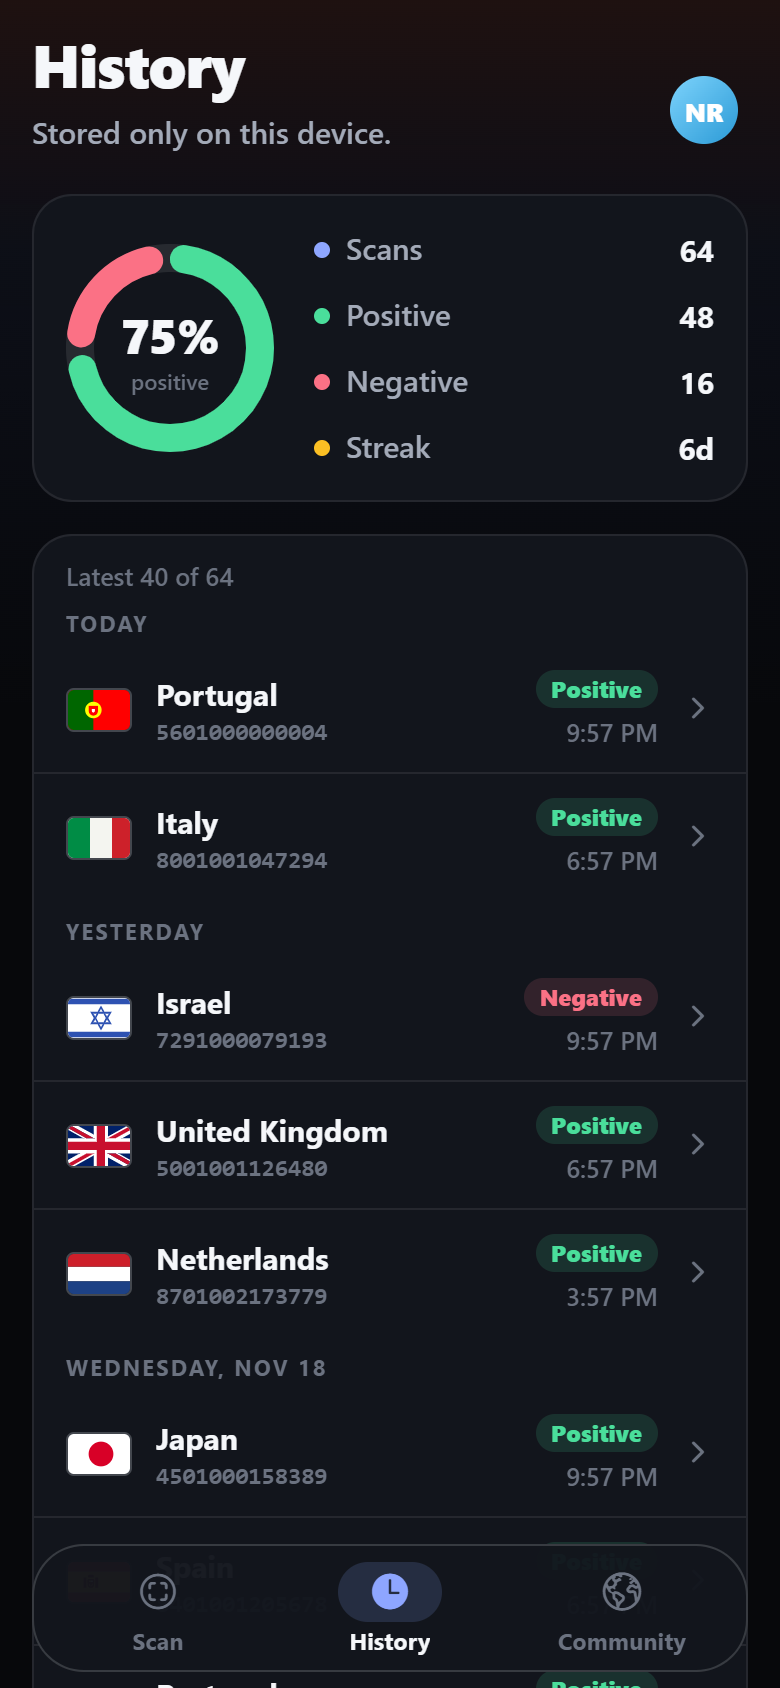 History
Stored only on this device.
NR
75%
positive
Scans 64
Positive 48
Negative 16
Streak 6d
Latest 40 of 64
TODAY
Portugal
5601000000004
Positive
9:57 PM
Italy
8001001047294
Positive
6:57 PM
YESTERDAY
Israel
7291000079193
Negative
9:57 PM
United Kingdom
5001001126480
Positive
6:57 PM
Netherlands
8701002173779
Positive
3:57 PM
WEDNESDAY, NOV 18
Japan
4501000158389
Positive
9:57 PM
Spain
Positive
Scan
History
Community
Positive